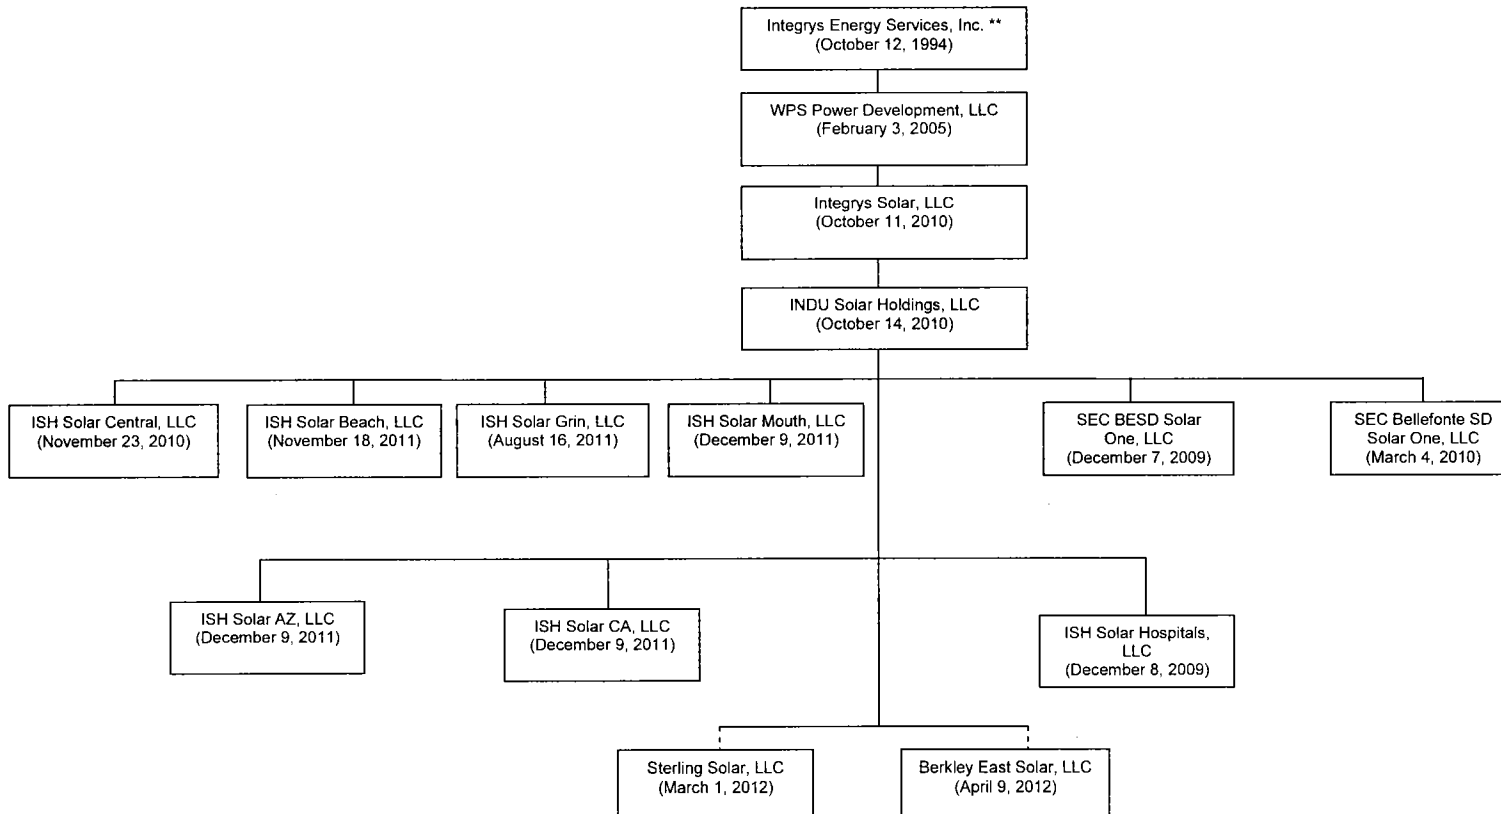 Integrys Energy Services, Inc. **
(October 12, 1994)
WPS Power Development, LLC
(February 3, 2005)
Integrys Solar, LLC
(October 11, 2010)
INDU Solar Holdings, LLC
(October 14, 2010)
ISH Solar Central, LLC
(November 23, 2010)
ISH Solar Beach, LLC
(November 18, 2011)
ISH Solar Grin, LLC
(August 16, 2011)
ISH Solar Mouth, LLC
(December 9, 2011)
SEC BESD Solar
One, LLC
(December 7, 2009)
SEC Bellefonte SD
Solar One, LLC
(March 4, 2010)
ISH Solar AZ, LLC
(December 9, 2011)
ISH Solar CA, LLC
(December 9, 2011)
ISH Solar Hospitals,
LLC
(December 8, 2009)
Sterling Solar, LLC
(March 1, 2012)
Berkley East Solar, LLC
(April 9, 2012)